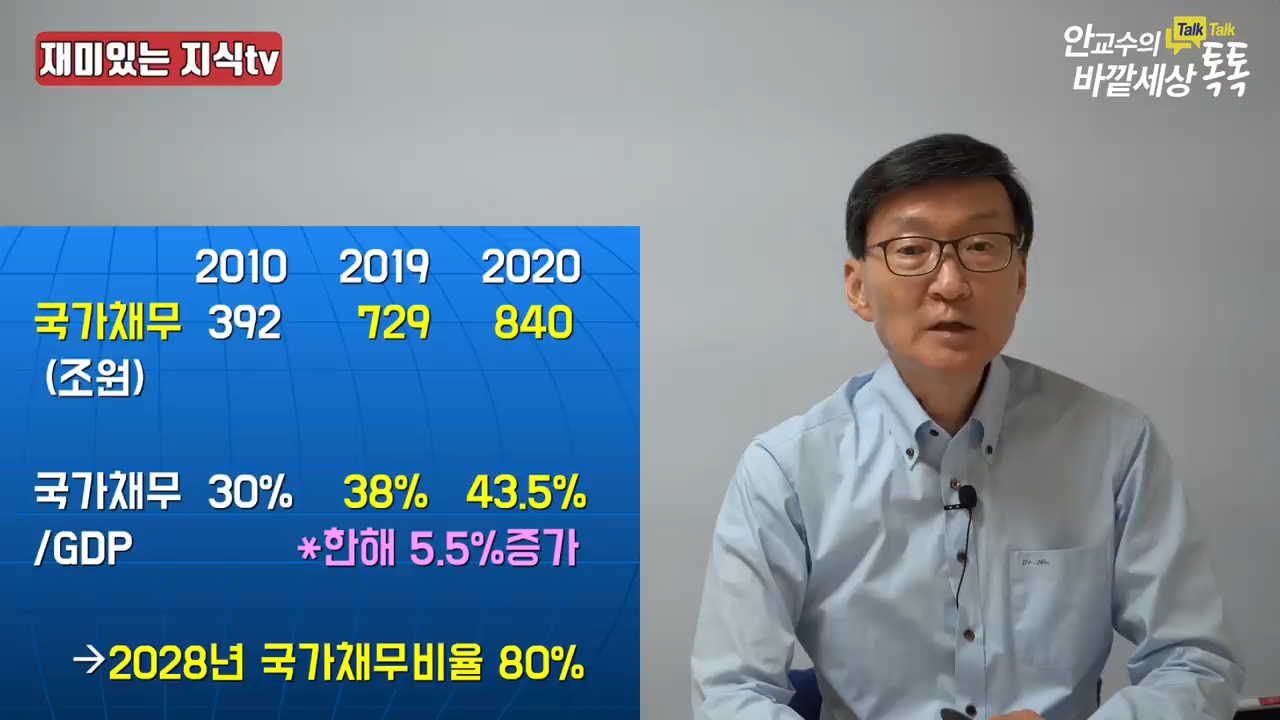 재미있는 지식tv
안교수의 Talk Talk
바깥세상 톡톡
2010 2019 2020
국가채무 392 729 840
(조원)
국가채무 30% 38% 43.5%
/GDP *한해 5.5%증가
→2028년 국가채무비율 80%